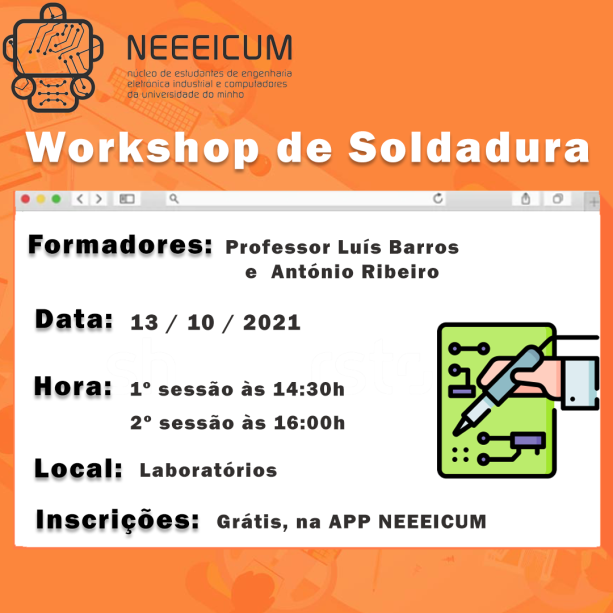 NEEEICUM
núcleo de estudantes de engenharia
eletrónica industrial e computadores
da universidade do minho
Workshop de Soldadura
Formadores: Professor Luís Barros
e António Ribeiro
Data: 13 / 10 / 2021
Hora: 1º sessão às 14:30h
2º sessão às 16:00h
Local: Laboratórios
Inscrições: Grátis, na APP NEEEICUM